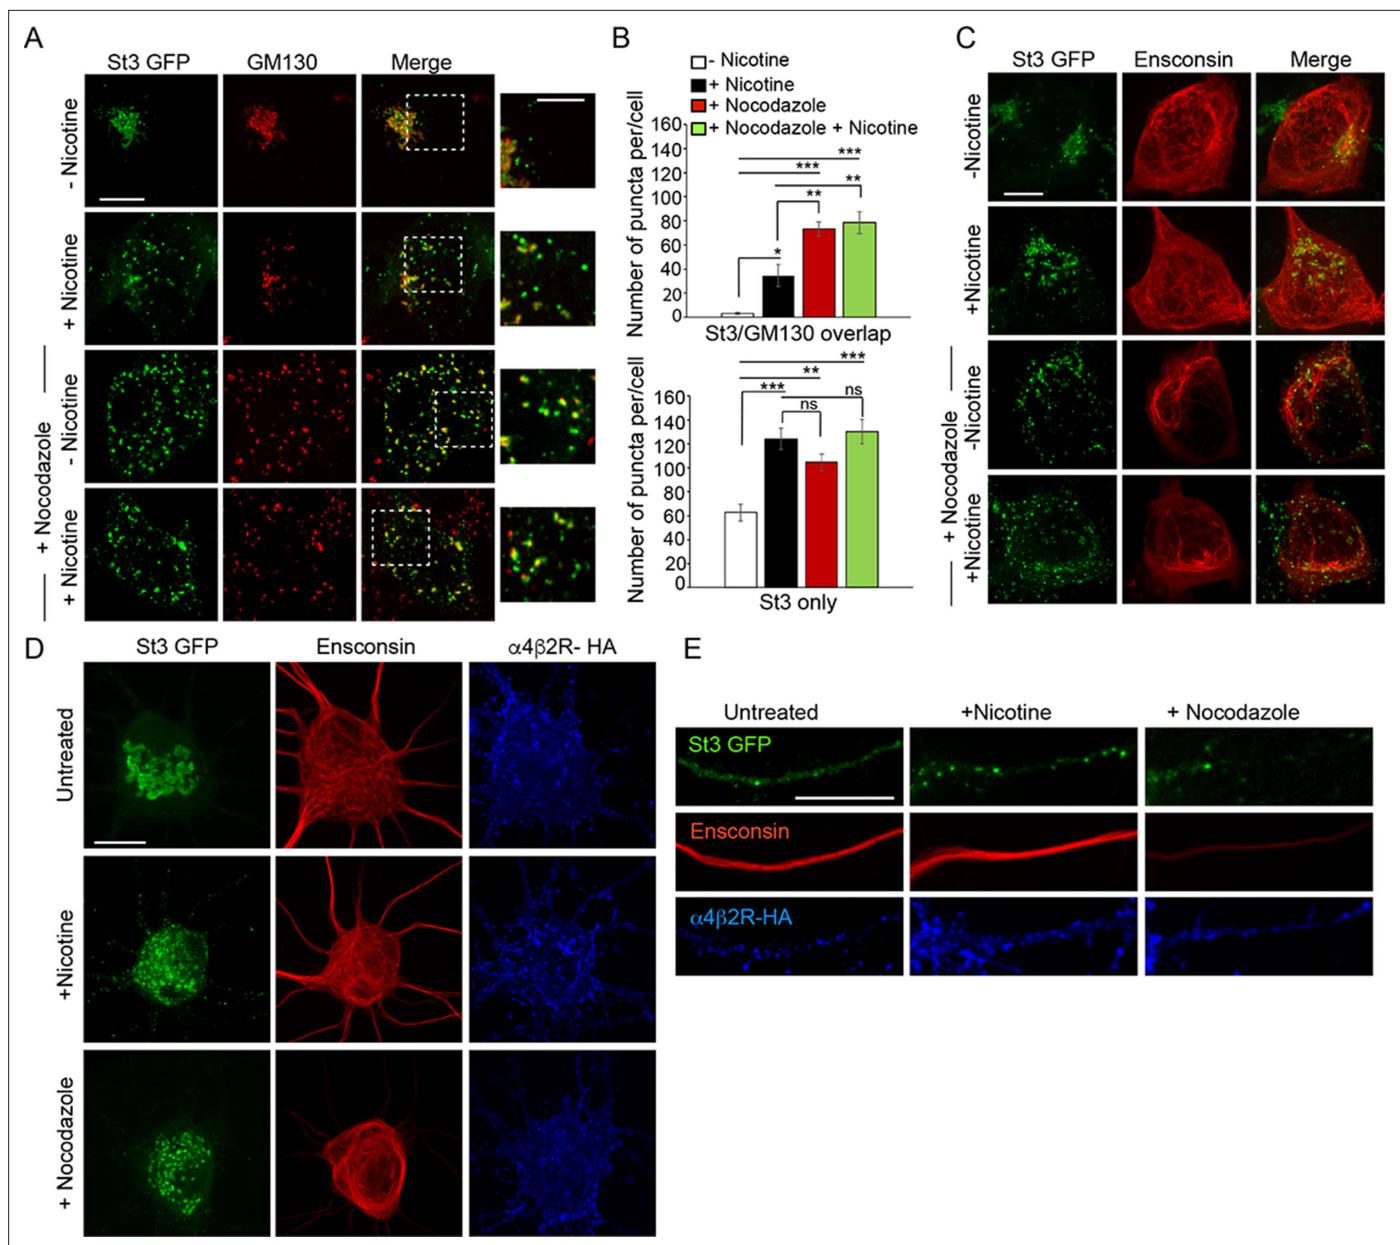 A
St3 GFP GM130 Merge
- Nicotine
+ Nicotine
+ Nocodazole
- Nicotine
+ Nicotine
B
- Nicotine
+ Nicotine
+ Nocodazole
+ Nocodazole + Nicotine
Number of puncta per/cell
160
140
120
100
80
60
40
20
0
***
***
**
**
*
St3/GM130 overlap
Number of puncta per/cell
160
140
120
100
80
60
40
20
0
***
**
***
ns
ns
St3 only
C
St3 GFP Ensconsin Merge
-Nicotine
+Nicotine
+ Nocodazole
-Nicotine
+Nicotine
D
St3 GFP Ensconsin α4β2R- HA
Untreated
+Nicotine
+ Nocodazole
E
Untreated +Nicotine + Nocodazole
St3 GFP
Ensconsin
α4β2R-HA